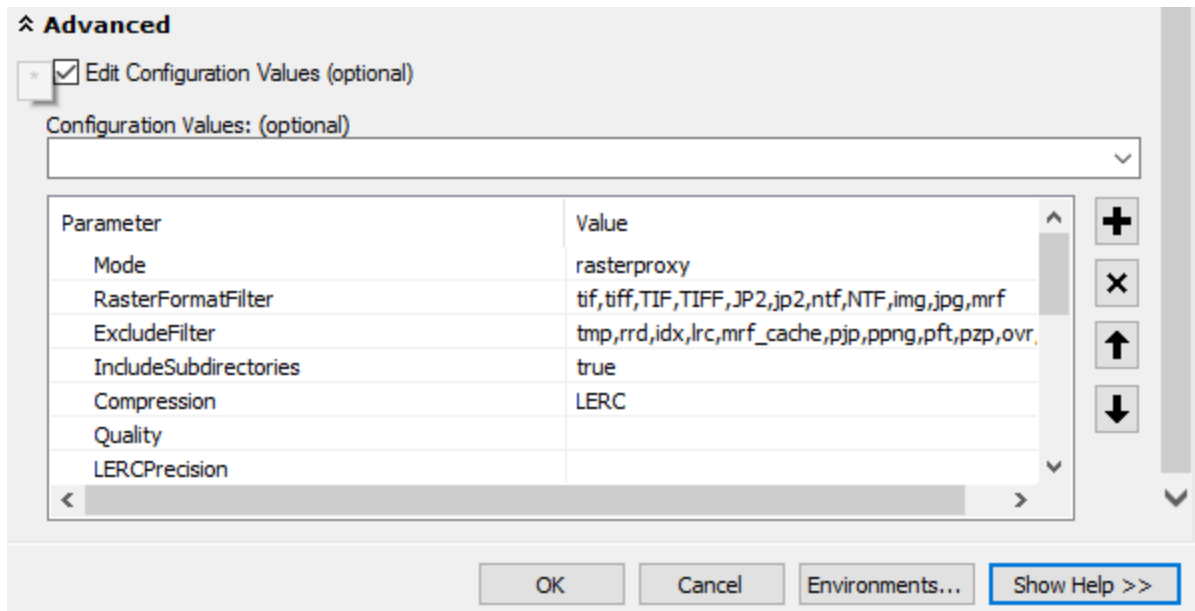 Advanced
* Edit Configuration Values (optional)
Configuration Values: (optional)
Parameter Value
Mode rasterproxy
RasterFormatFilter tif,tiff,TIF,TIFF,JP2,jp2,ntf,NTF,img,jpg,mrf
ExcludeFilter tmp,rrd,idx,lrc,mrf_cache,pjp,ppng,pft,pzp,ovr,
IncludeSubdirectories true
Compression LERC
Quality
LERCPrecision
OK Cancel Environments... Show Help >>